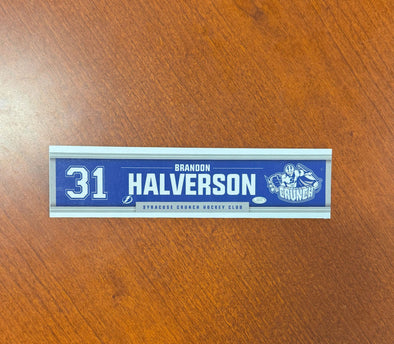 31
BRANDON
HALVERSON
SYRACUSE CRUNCH HOCKEY CLUB
CRUNCH